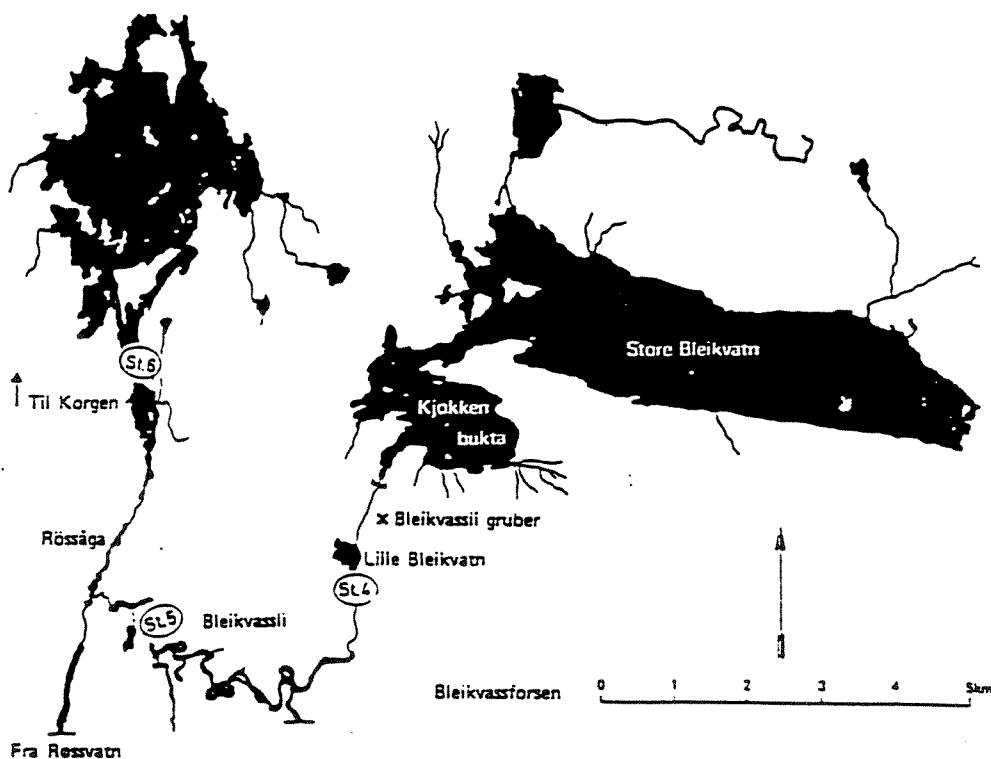 St.6
Store Bleikvatn
Til Korgen
Kjøkken
bukta
x Bleikvassli gruber
Røssåga
Lille Bleikvatn
St.4
St.5
Bleikvassli
Bleikvassforsen
0 1 2 3 4 5km
Fra Røssvatn